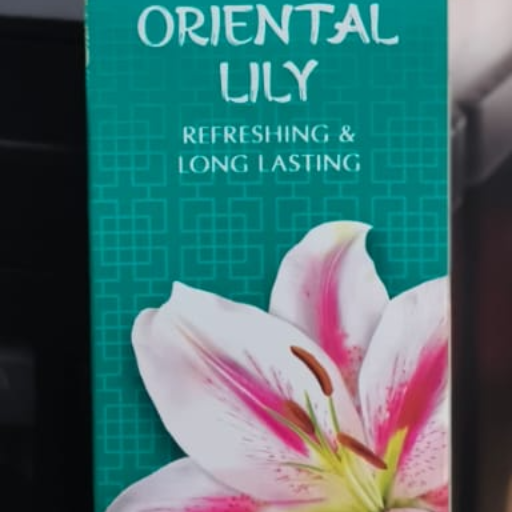 ORIENTAL
LILY
REFRESHING &
LONG LASTING